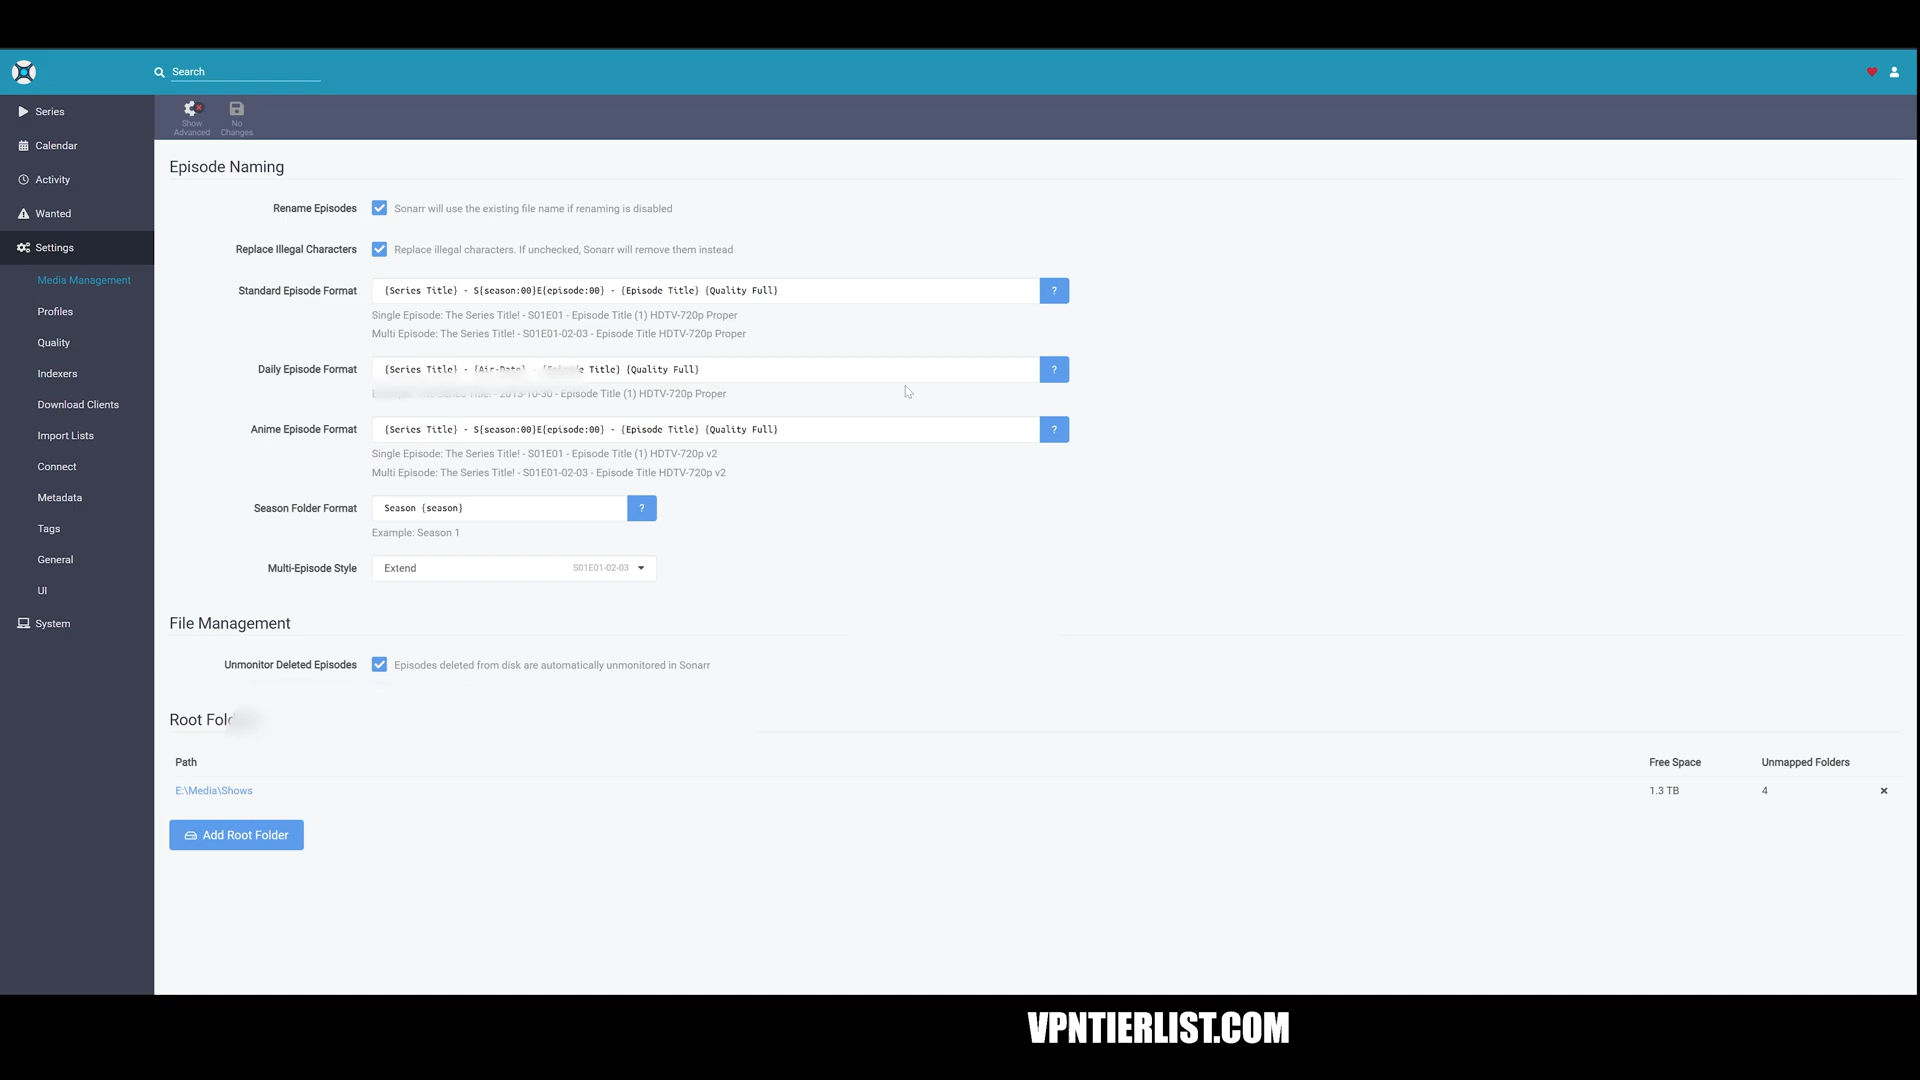 Search
Series
Calendar
Activity
Wanted
Settings
Media Management
Profiles
Quality
Indexers
Download Clients
Import Lists
Connect
Metadata
Tags
General
UI
System
Show Advanced
No Changes
Episode Naming
Rename Episodes
Sonarr will use the existing file name if renaming is disabled
Replace Illegal Characters
Replace illegal characters. If unchecked, Sonarr will remove them instead
Standard Episode Format
{Series Title} - S{season:00}E{episode:00} - {Episode Title} {Quality Full}
?
Single Episode: The Series Title! - S01E01 - Episode Title (1) HDTV-720p Proper
Multi Episode: The Series Title! - S01E01-02-03 - Episode Title HDTV-720p Proper
Daily Episode Format
{Series Title} - {Air-Date} - {Episode Title} {Quality Full}
?
2013-10-30 - Episode Title (1) HDTV-720p Proper
Anime Episode Format
{Series Title} - S{season:00}E{episode:00} - {Episode Title} {Quality Full}
?
Single Episode: The Series Title! - S01E01 - Episode Title (1) HDTV-720p v2
Multi Episode: The Series Title! - S01E01-02-03 - Episode Title HDTV-720p v2
Season Folder Format
Season {season}
?
Example: Season 1
Multi-Episode Style
Extend S01E01-02-03
File Management
Unmonitor Deleted Episodes
Episodes deleted from disk are automatically unmonitored in Sonarr
Root
Path Free Space Unmapped Folders
E:\Media\Shows 1.3 TB 4
Add Root Folder
VPNTIERLIST.COM